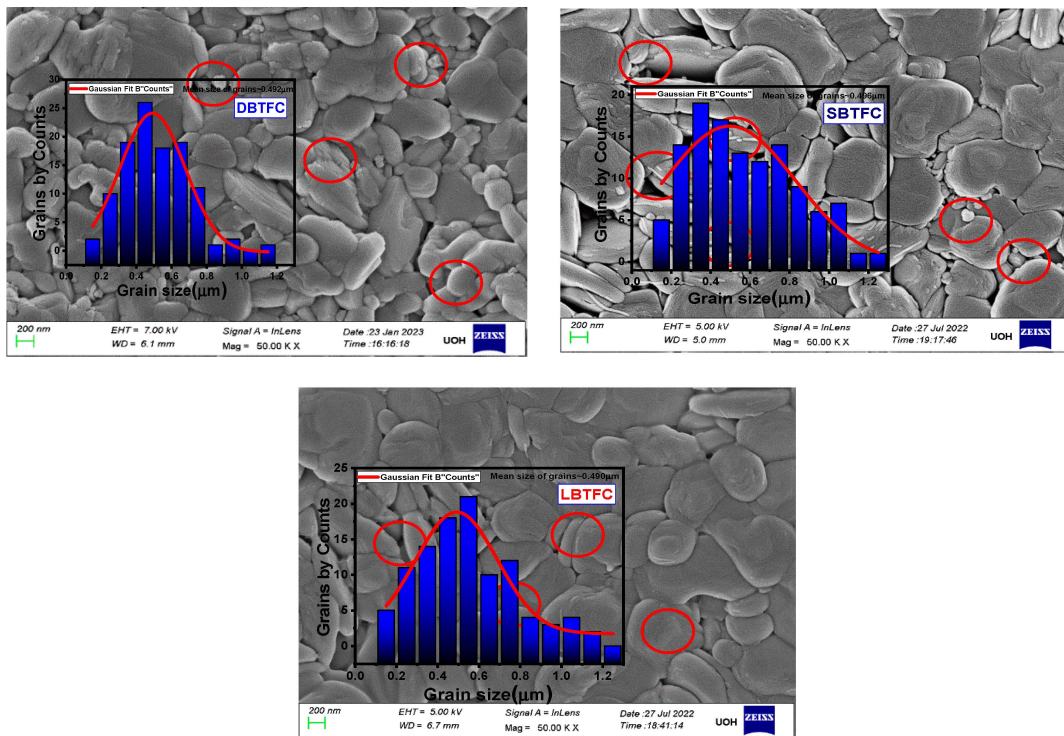 Gaussian Fit B"Counts"
Mean size of grains~0.492μm
DBTFC
Grains by Counts
30
25
20
15
10
5
0
0.0 0.2 0.4 0.6 0.8 1.0 1.2
Grain size(μm)
200 nm
EHT = 7.00 kV
WD = 6.1 mm
Signal A = InLens
Mag = 50.00 K X
Date :23 Jan 2023
Time :16:16:18
UOH
ZEISS
Gaussian Fit B"Counts"
Mean size of grains~0.496μm
SBTFC
Grains by Counts
20
15
10
5
0
0.0 0.2 0.4 0.6 0.8 1.0 1.2
Grain size(μm)
200 nm
EHT = 5.00 kV
WD = 5.0 mm
Signal A = InLens
Mag = 50.00 K X
Date :27 Jul 2022
Time :19:17:46
UOH
ZEISS
Gaussian Fit B"Counts"
Mean size of grains~0.490μm
LBTFC
Grains by Counts
25
20
15
10
5
0
0.0 0.2 0.4 0.6 0.8 1.0 1.2
Grain size(μm)
200 nm
EHT = 5.00 kV
WD = 6.7 mm
Signal A = InLens
Mag = 50.00 K X
Date :27 Jul 2022
Time :18:41:14
UOH
ZEISS